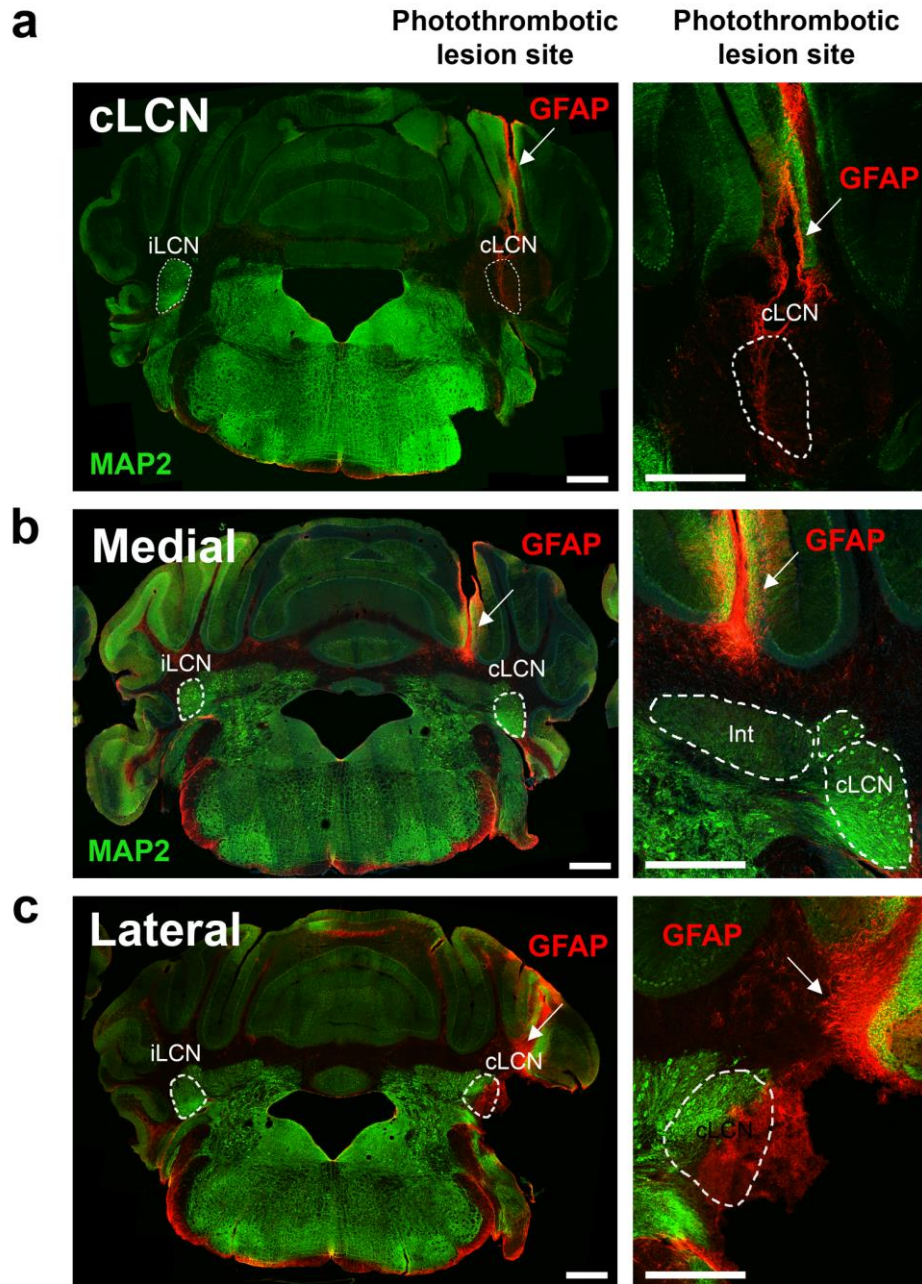 a
Photothrombotic
lesion site
Photothrombotic
lesion site
cLCN
GFAP
iLCN
cLCN
MAP2
GFAP
cLCN
b
Medial
GFAP
iLCN
cLCN
MAP2
GFAP
Int
cLCN
c
Lateral
GFAP
iLCN
cLCN
GFAP
cLCN